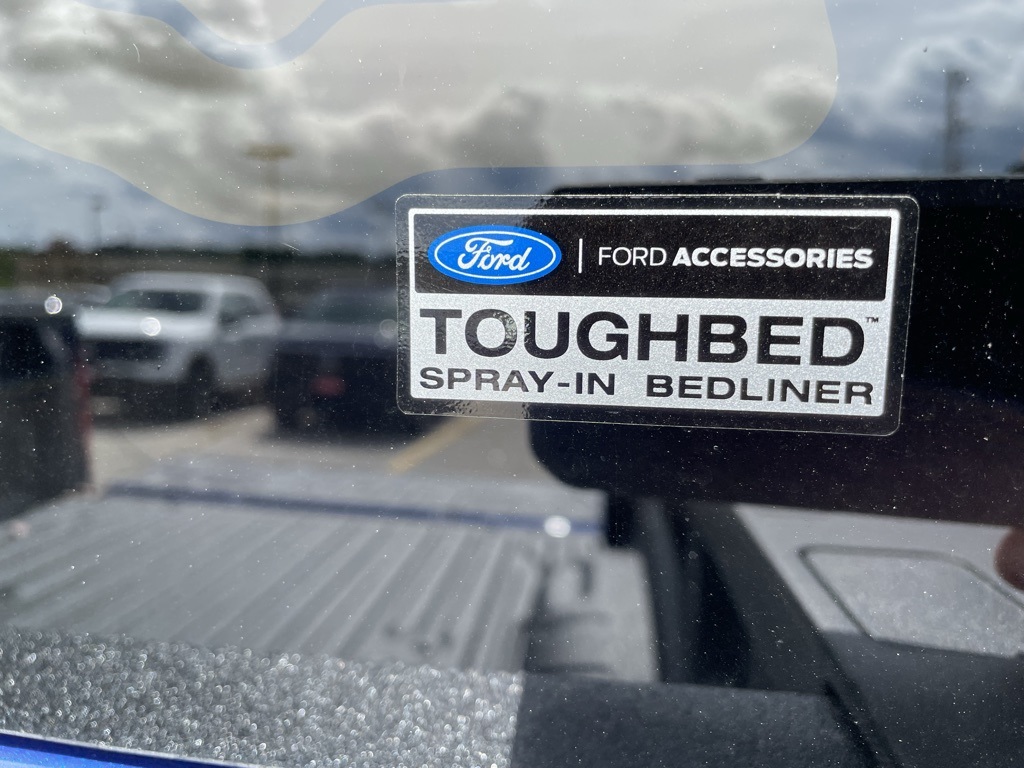 Ford | FORD ACCESSORIES
TOUGHBED™
SPRAY-IN BEDLINER